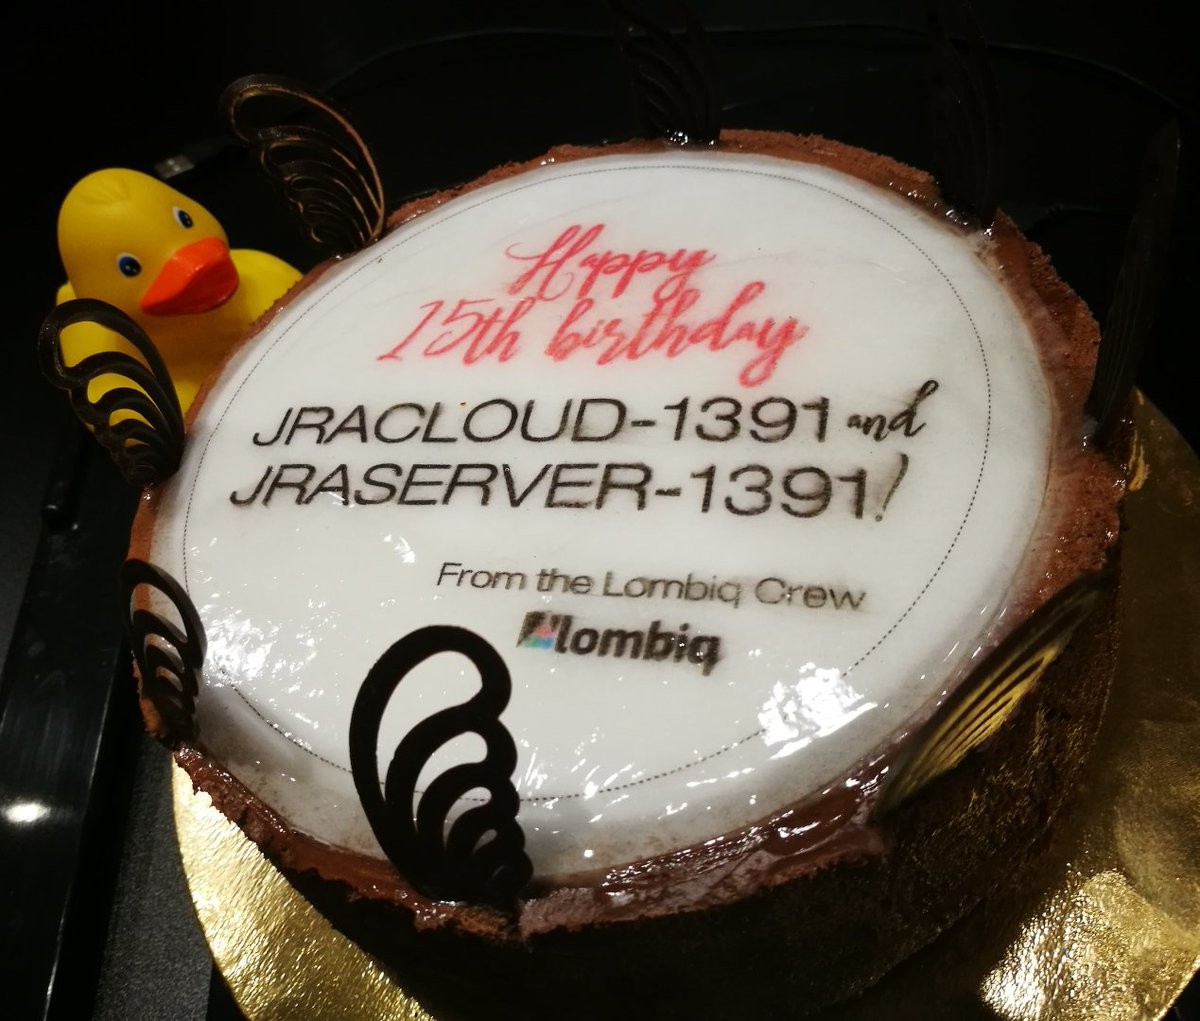 Happy
15th birthday
JRACLOUD-1391 and
JRASERVER-1391!
From the Lombiq Crew
lombiq